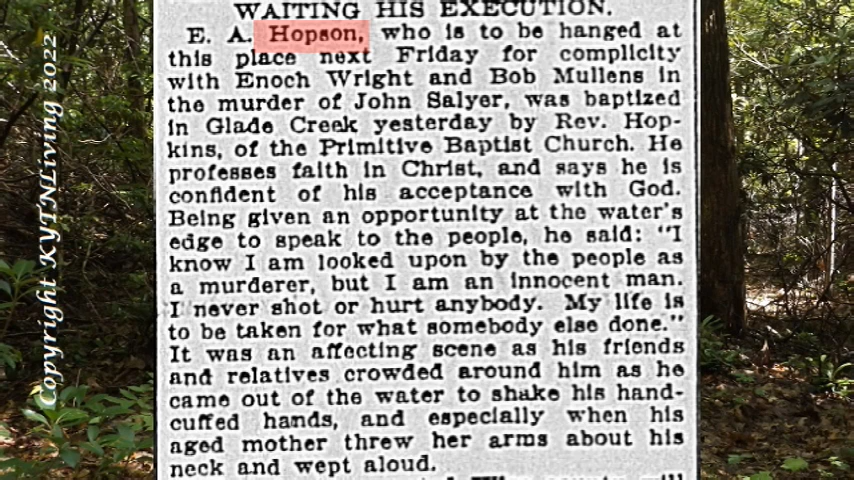 WAITING HIS EXECUTION.
E. A. Hopson, who is to be hanged at
this place next Friday for complicity
with Enoch Wright and Bob Mullens in
the murder of John Salyer, was baptized
in Glade Creek yesterday by Rev. Hop-
kins, of the Primitive Baptist Church. He
professes faith in Christ, and says he is
confident of his acceptance with God.
Being given an opportunity at the water's
edge to speak to the people, he said: "I
know I am looked upon by the people as
a murderer, but I am an innocent man.
I never shot or hurt anybody. My life is
to be taken for what somebody else done."
It was an affecting scene as his friends
and relatives crowded around him as he
came out of the water to shake his hand-
cuffed hands, and especially when his
aged mother threw her arms about his
neck and wept aloud.
Copyright KYTNLiving 2022